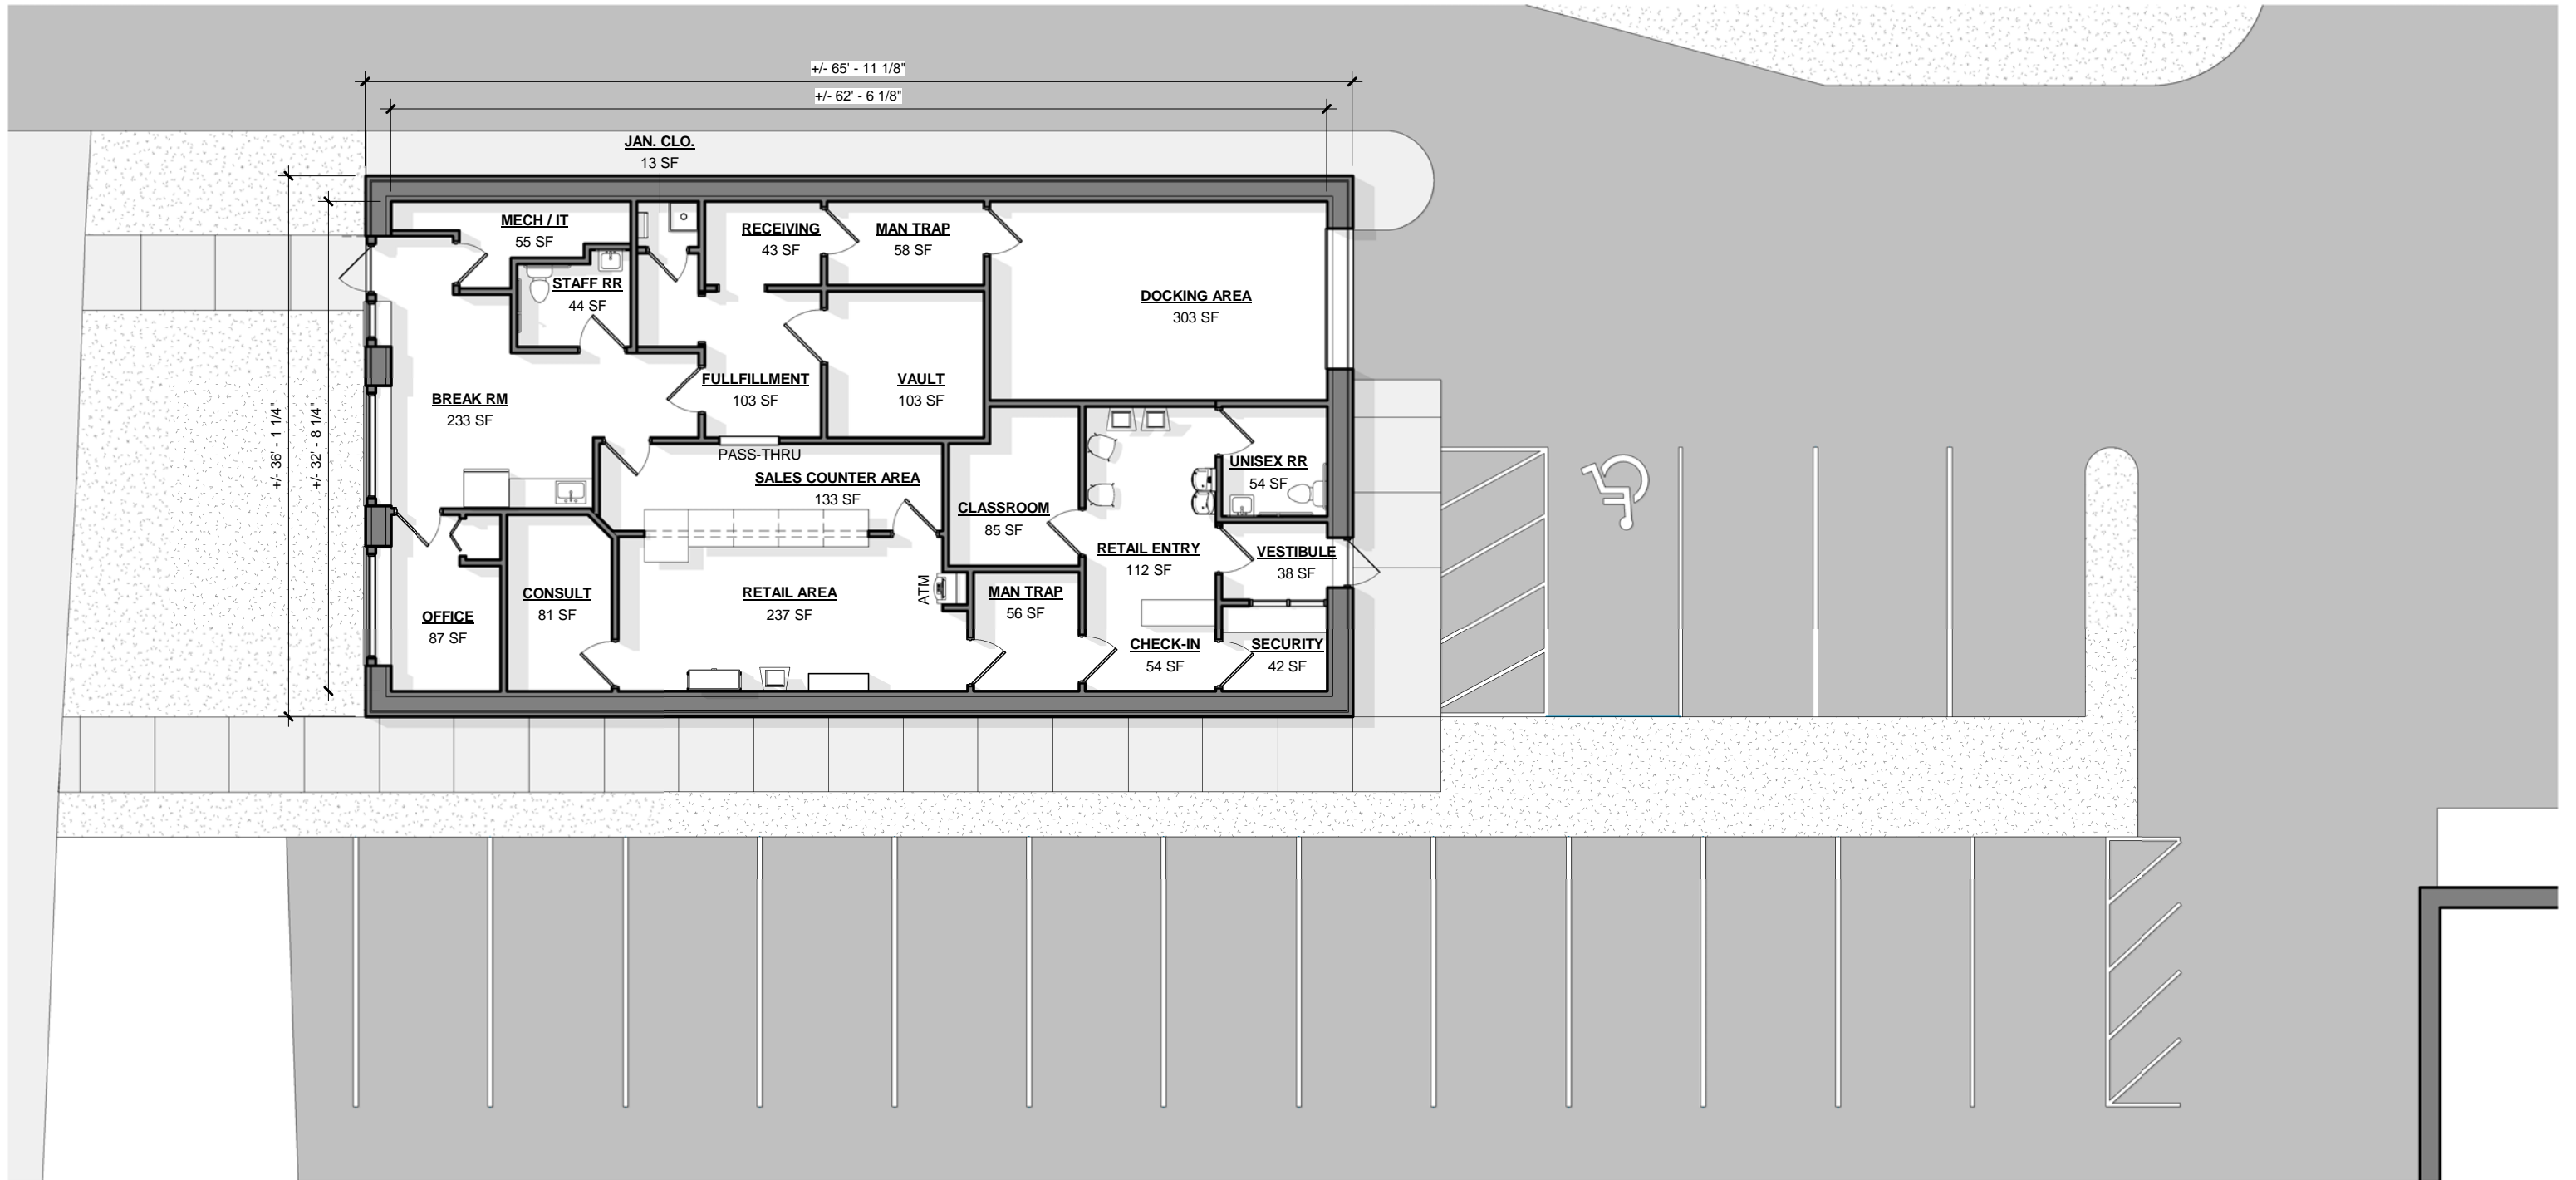 +/- 65' - 11 1/8"
+/- 62' - 6 1/8"
JAN. CLO.
13 SF
MECH / IT
55 SF
RECEIVING
43 SF
MAN TRAP
58 SF
STAFF RR
44 SF
DOCKING AREA
303 SF
+/- 36' - 1 1/4"
+/- 32' - 8 1/4"
BREAK RM
233 SF
FULLFILLMENT
103 SF
VAULT
103 SF
PASS-THRU
SALES COUNTER AREA
133 SF
UNISEX RR
54 SF
CLASSROOM
85 SF
RETAIL ENTRY
112 SF
VESTIBULE
38 SF
OFFICE
87 SF
CONSULT
81 SF
RETAIL AREA
237 SF
ATM
MAN TRAP
56 SF
CHECK-IN
54 SF
SECURITY
42 SF